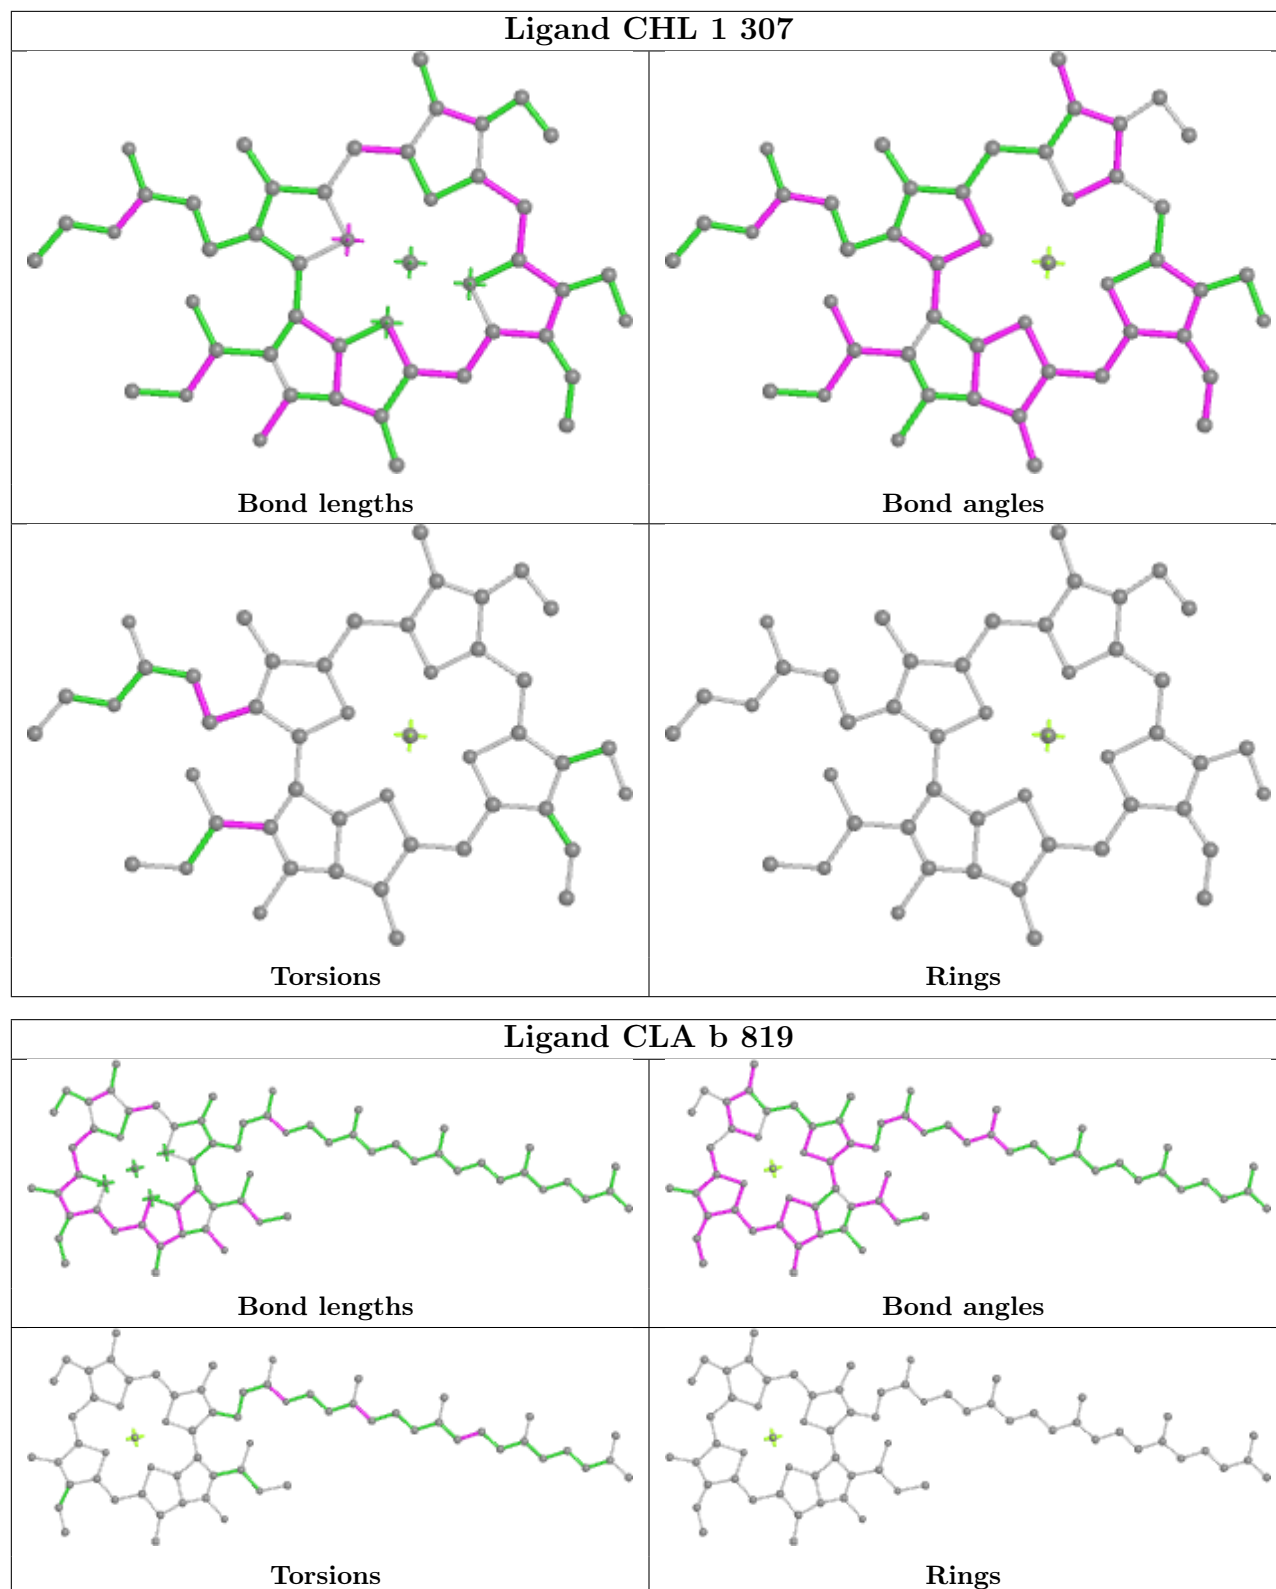 Ligand CHL 1 307
Bond lengths
Bond angles
Torsions
Rings
Ligand CLA b 819
Bond lengths
Bond angles
Torsions
Rings